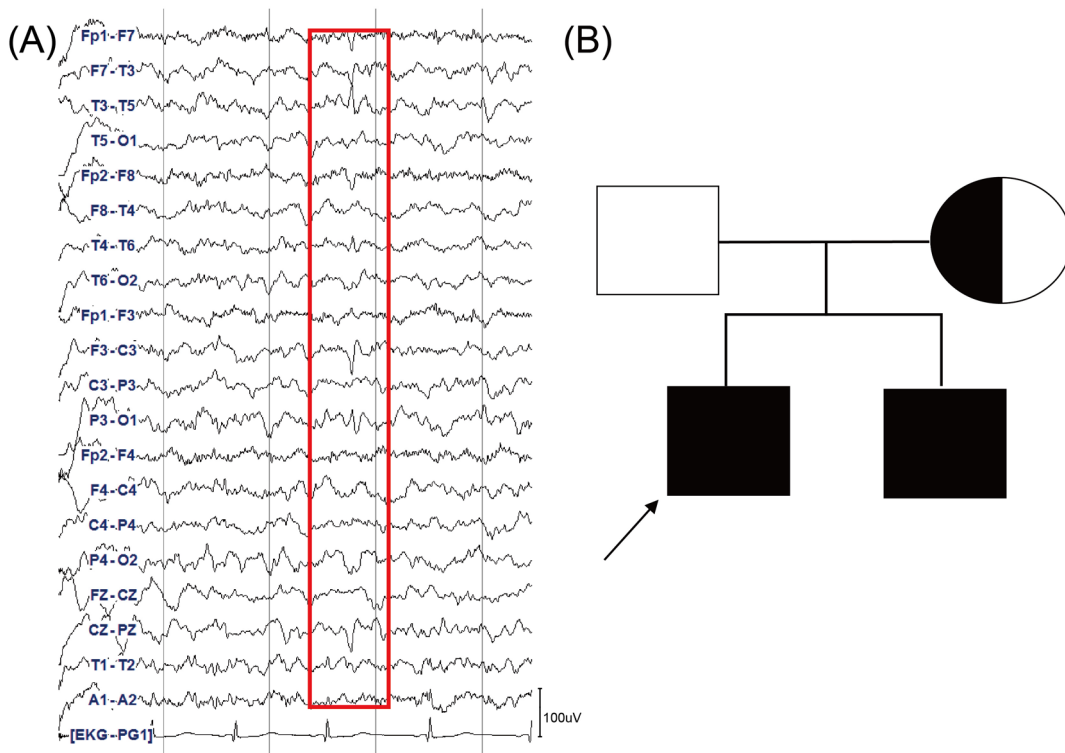 (A)
(B)
Fp1 - F7
F7 - T3
T3 - T5
T5 - O1
Fp2 - F8
F8 - T4
T4 - T6
T6 - O2
Fp1 - F3
F3 - C3
C3 - P3
P3 - O1
Fp2 - F4
F4 - C4
C4 - P4
P4 - O2
FZ - CZ
CZ - PZ
T1 - T2
A1 - A2
100uV
[EKG - PG1]